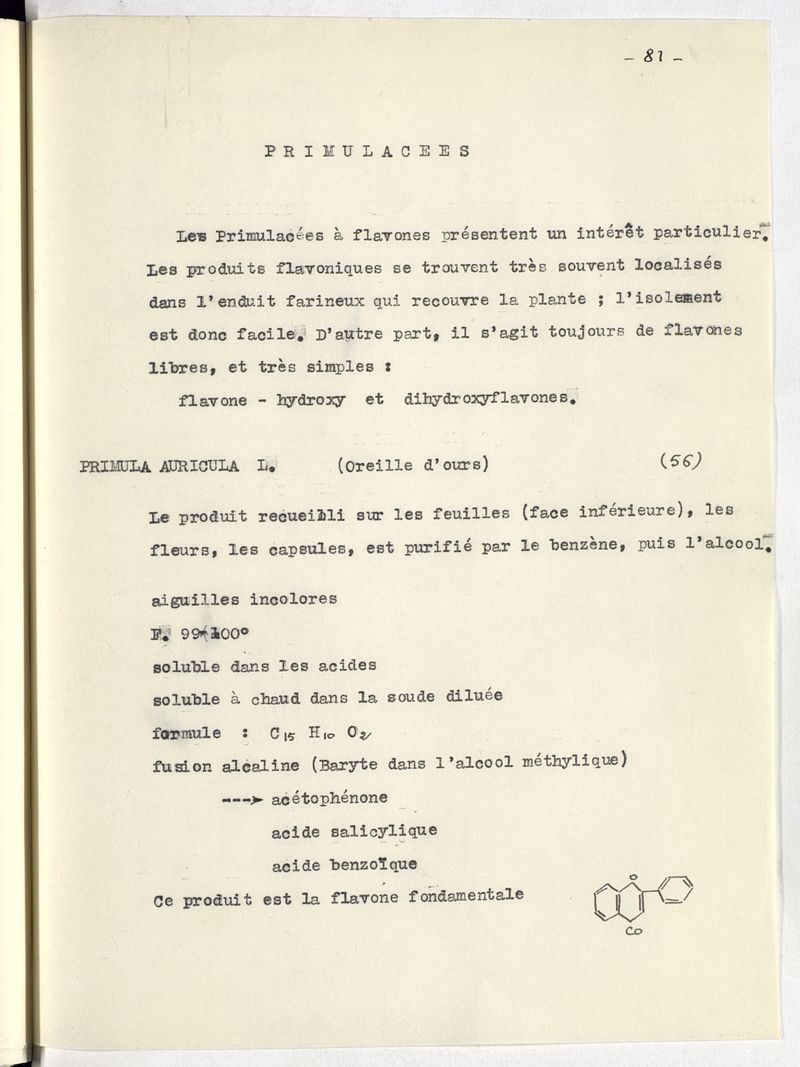 - 81 -
PRIMULACEES
Les Primulacées à flavones présentent un intérêt particulier.
Les produits flavoniques se trouvent très souvent localisés
dans l'enduit farineux qui recouvre la plante ; l'isolement
est donc facile. D'autre part, il s'agit toujours de flavones
libres, et très simples :
flavone - hydroxy et dihydroxyflavones.
PRIMULA AURICULA L. (Oreille d'ours) (56)
Le produit recueilli sur les feuilles (face inférieure), les
fleurs, les capsules, est purifié par le benzène, puis l'alcool.
aiguilles incolores
F. 99-100°
soluble dans les acides
soluble à chaud dans la soude diluée
formule : C15 H10 O2
fusion alcaline (Baryte dans l'alcool méthylique)
---> acétophénone
acide salicylique
acide benzoïque
Ce produit est la flavone fondamentale
O
CO